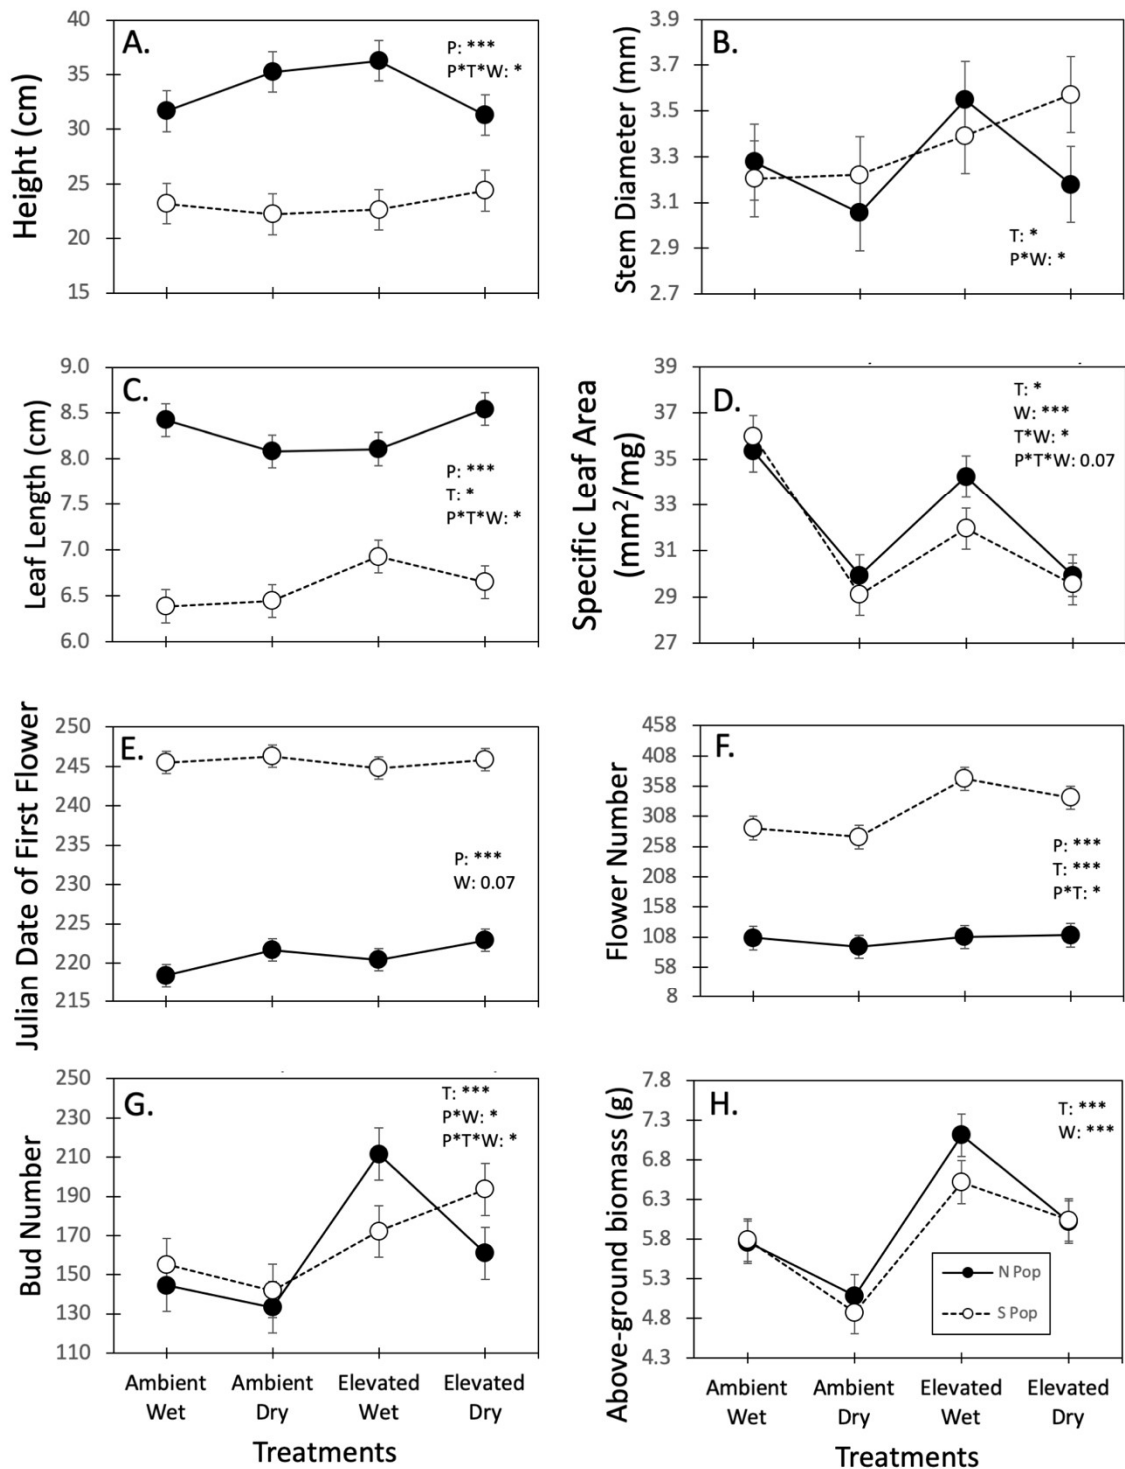 A.
P: ***
P*T*W: *
Height (cm)
40
35
30
25
20
15
B.
T: *
P*W: *
Stem Diameter (mm)
3.9
3.7
3.5
3.3
3.1
2.9
2.7
C.
P: ***
T: *
P*T*W: *
Leaf Length (cm)
9.0
8.5
8.0
7.5
7.0
6.5
6.0
D.
T: *
W: ***
T*W: *
P*T*W: 0.07
Specific Leaf Area
(mm²/mg)
39
37
35
33
31
29
27
E.
P: ***
W: 0.07
Julian Date of First Flower
250
245
240
235
230
225
220
215
F.
P: ***
T: ***
P*T: *
Flower Number
458
408
358
308
258
208
158
108
58
8
G.
T: ***
P*W: *
P*T*W: *
Bud Number
250
230
210
190
170
150
130
110
Ambient
Wet
Ambient
Dry
Elevated
Wet
Elevated
Dry
Treatments
H.
T: ***
W: ***
Above-ground biomass (g)
7.8
7.3
6.8
6.3
5.8
5.3
4.8
4.3
N Pop
S Pop
Ambient
Wet
Ambient
Dry
Elevated
Wet
Elevated
Dry
Treatments